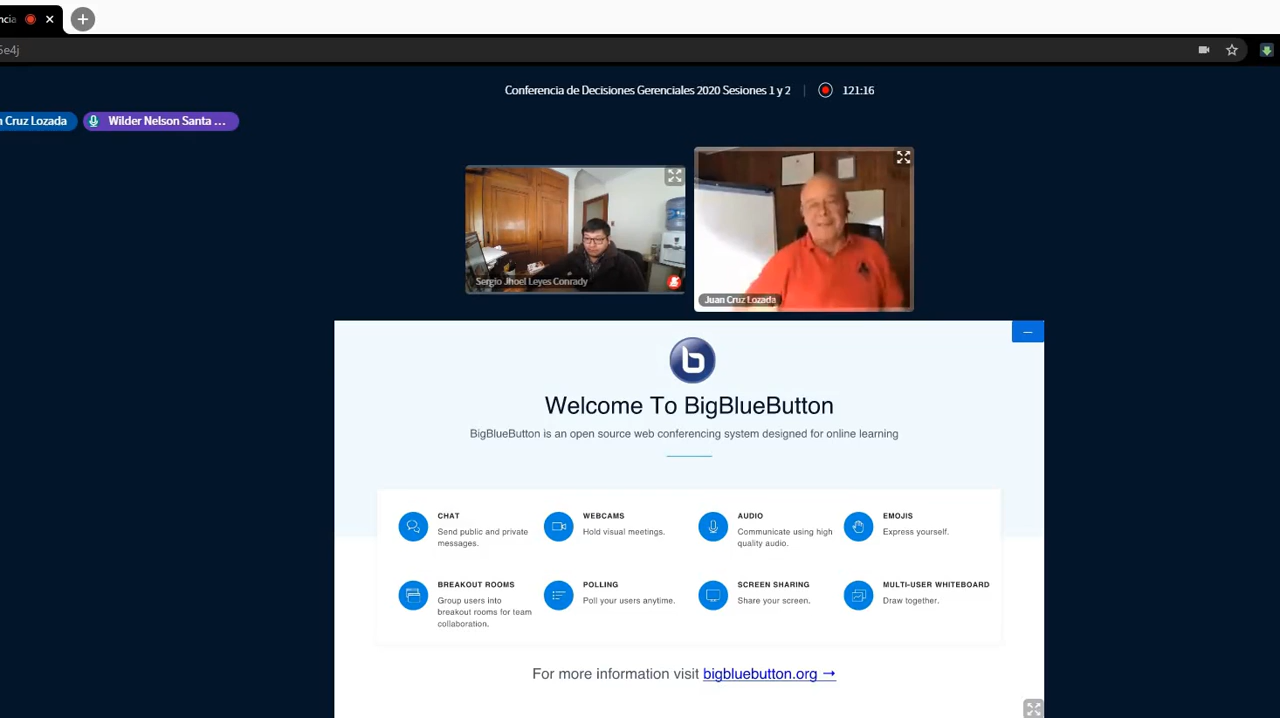 ncia
5e4j
Conferencia de Decisiones Gerenciales 2020 Sesiones 1 y 2 | 121:16
n Cruz Lozada
Wilder Nelson Santa ...
Sergio Jhoel Leyes Conrady
Juan Cruz Lozada
Welcome To BigBlueButton
BigBlueButton is an open source web conferencing system designed for online learning
CHAT
Send public and private
messages.
WEBCAMS
Hold visual meetings.
AUDIO
Communicate using high
quality audio.
EMOJIS
Express yourself.
BREAKOUT ROOMS
Group users into
breakout rooms for team
collaboration.
POLLING
Poll your users anytime.
SCREEN SHARING
Share your screen.
MULTI-USER WHITEBOARD
Draw together.
For more information visit bigbluebutton.org →